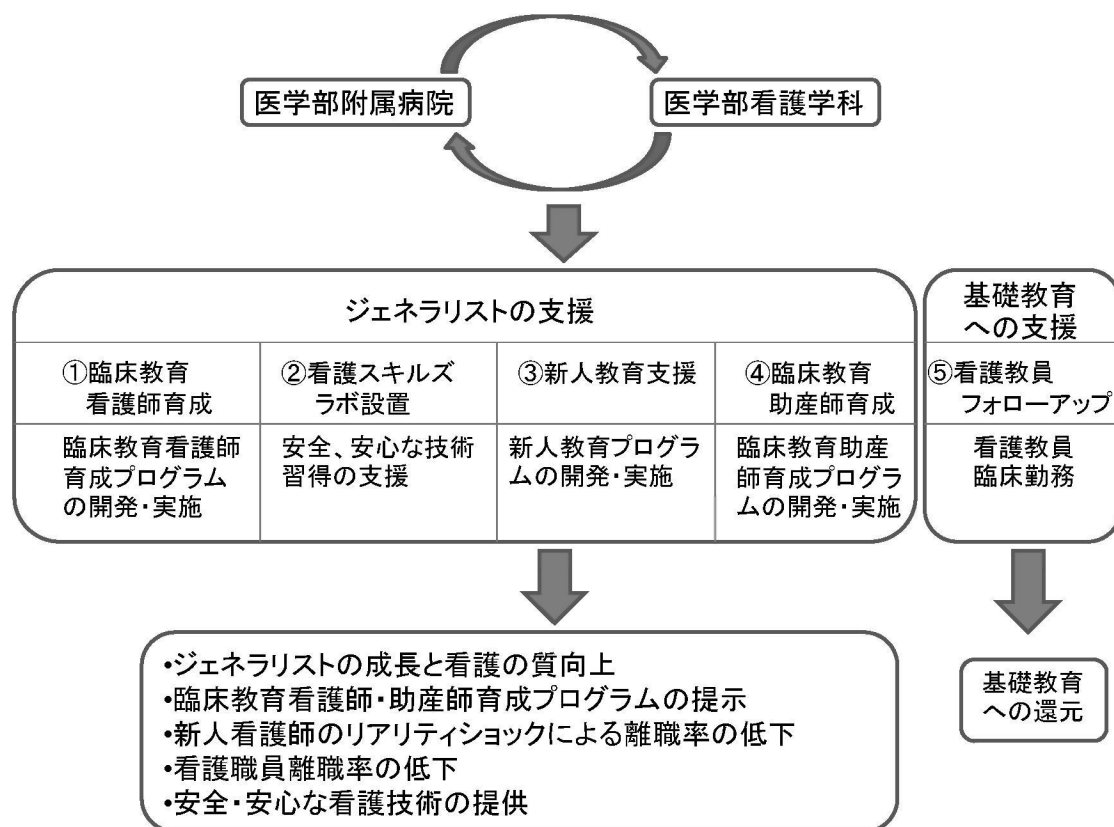 医学部附属病院
医学部看護学科
ジェネラリストの支援
基礎教育
への支援
①臨床教育
看護師育成
②看護スキルズ
ラボ設置
③新人教育支援
④臨床教育
助産師育成
⑤看護教員
フォローアップ
臨床教育看護師
育成プログラム
の開発・実施
安全、安心な技術
習得の支援
新人教育プログラ
ムの開発・実施
臨床教育助産
師育成プログラ
ムの開発・実施
看護教員
臨床勤務
•ジェネラリストの成長と看護の質向上
•臨床教育看護師・助産師育成プログラムの提示
•新人看護師のリアリティショックによる離職率の低下
•看護職員離職率の低下
•安全・安心な看護技術の提供
基礎教育
への還元